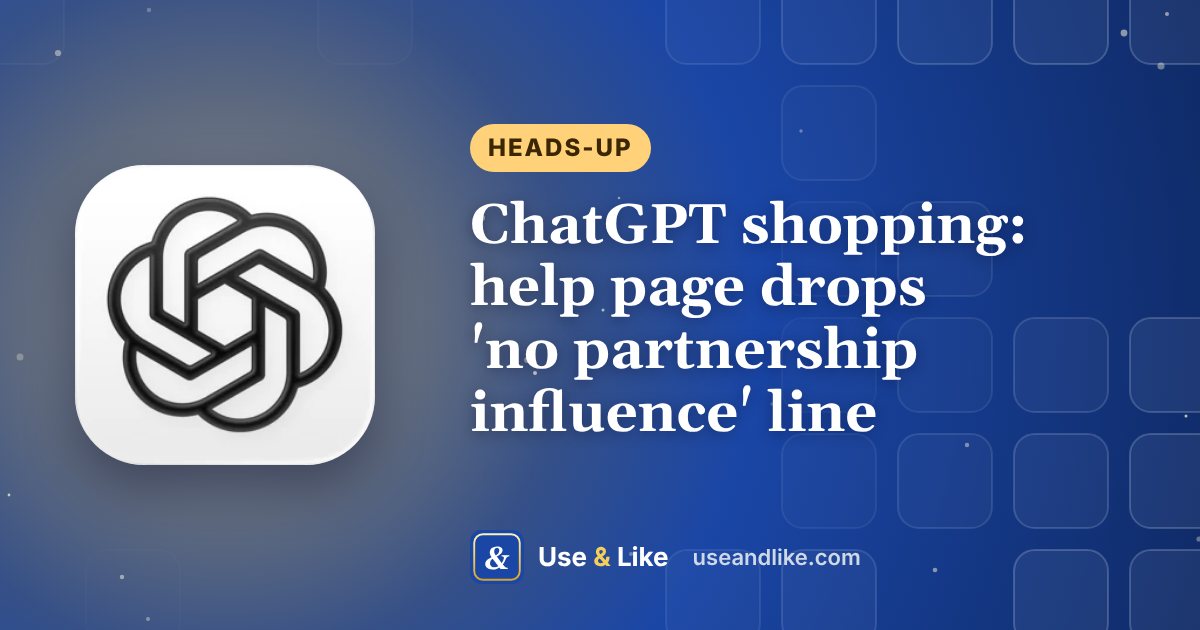 HEADS-UP
ChatGPT shopping:
help page drops
'no partnership
influence' line
& Use & Like useandlike.com